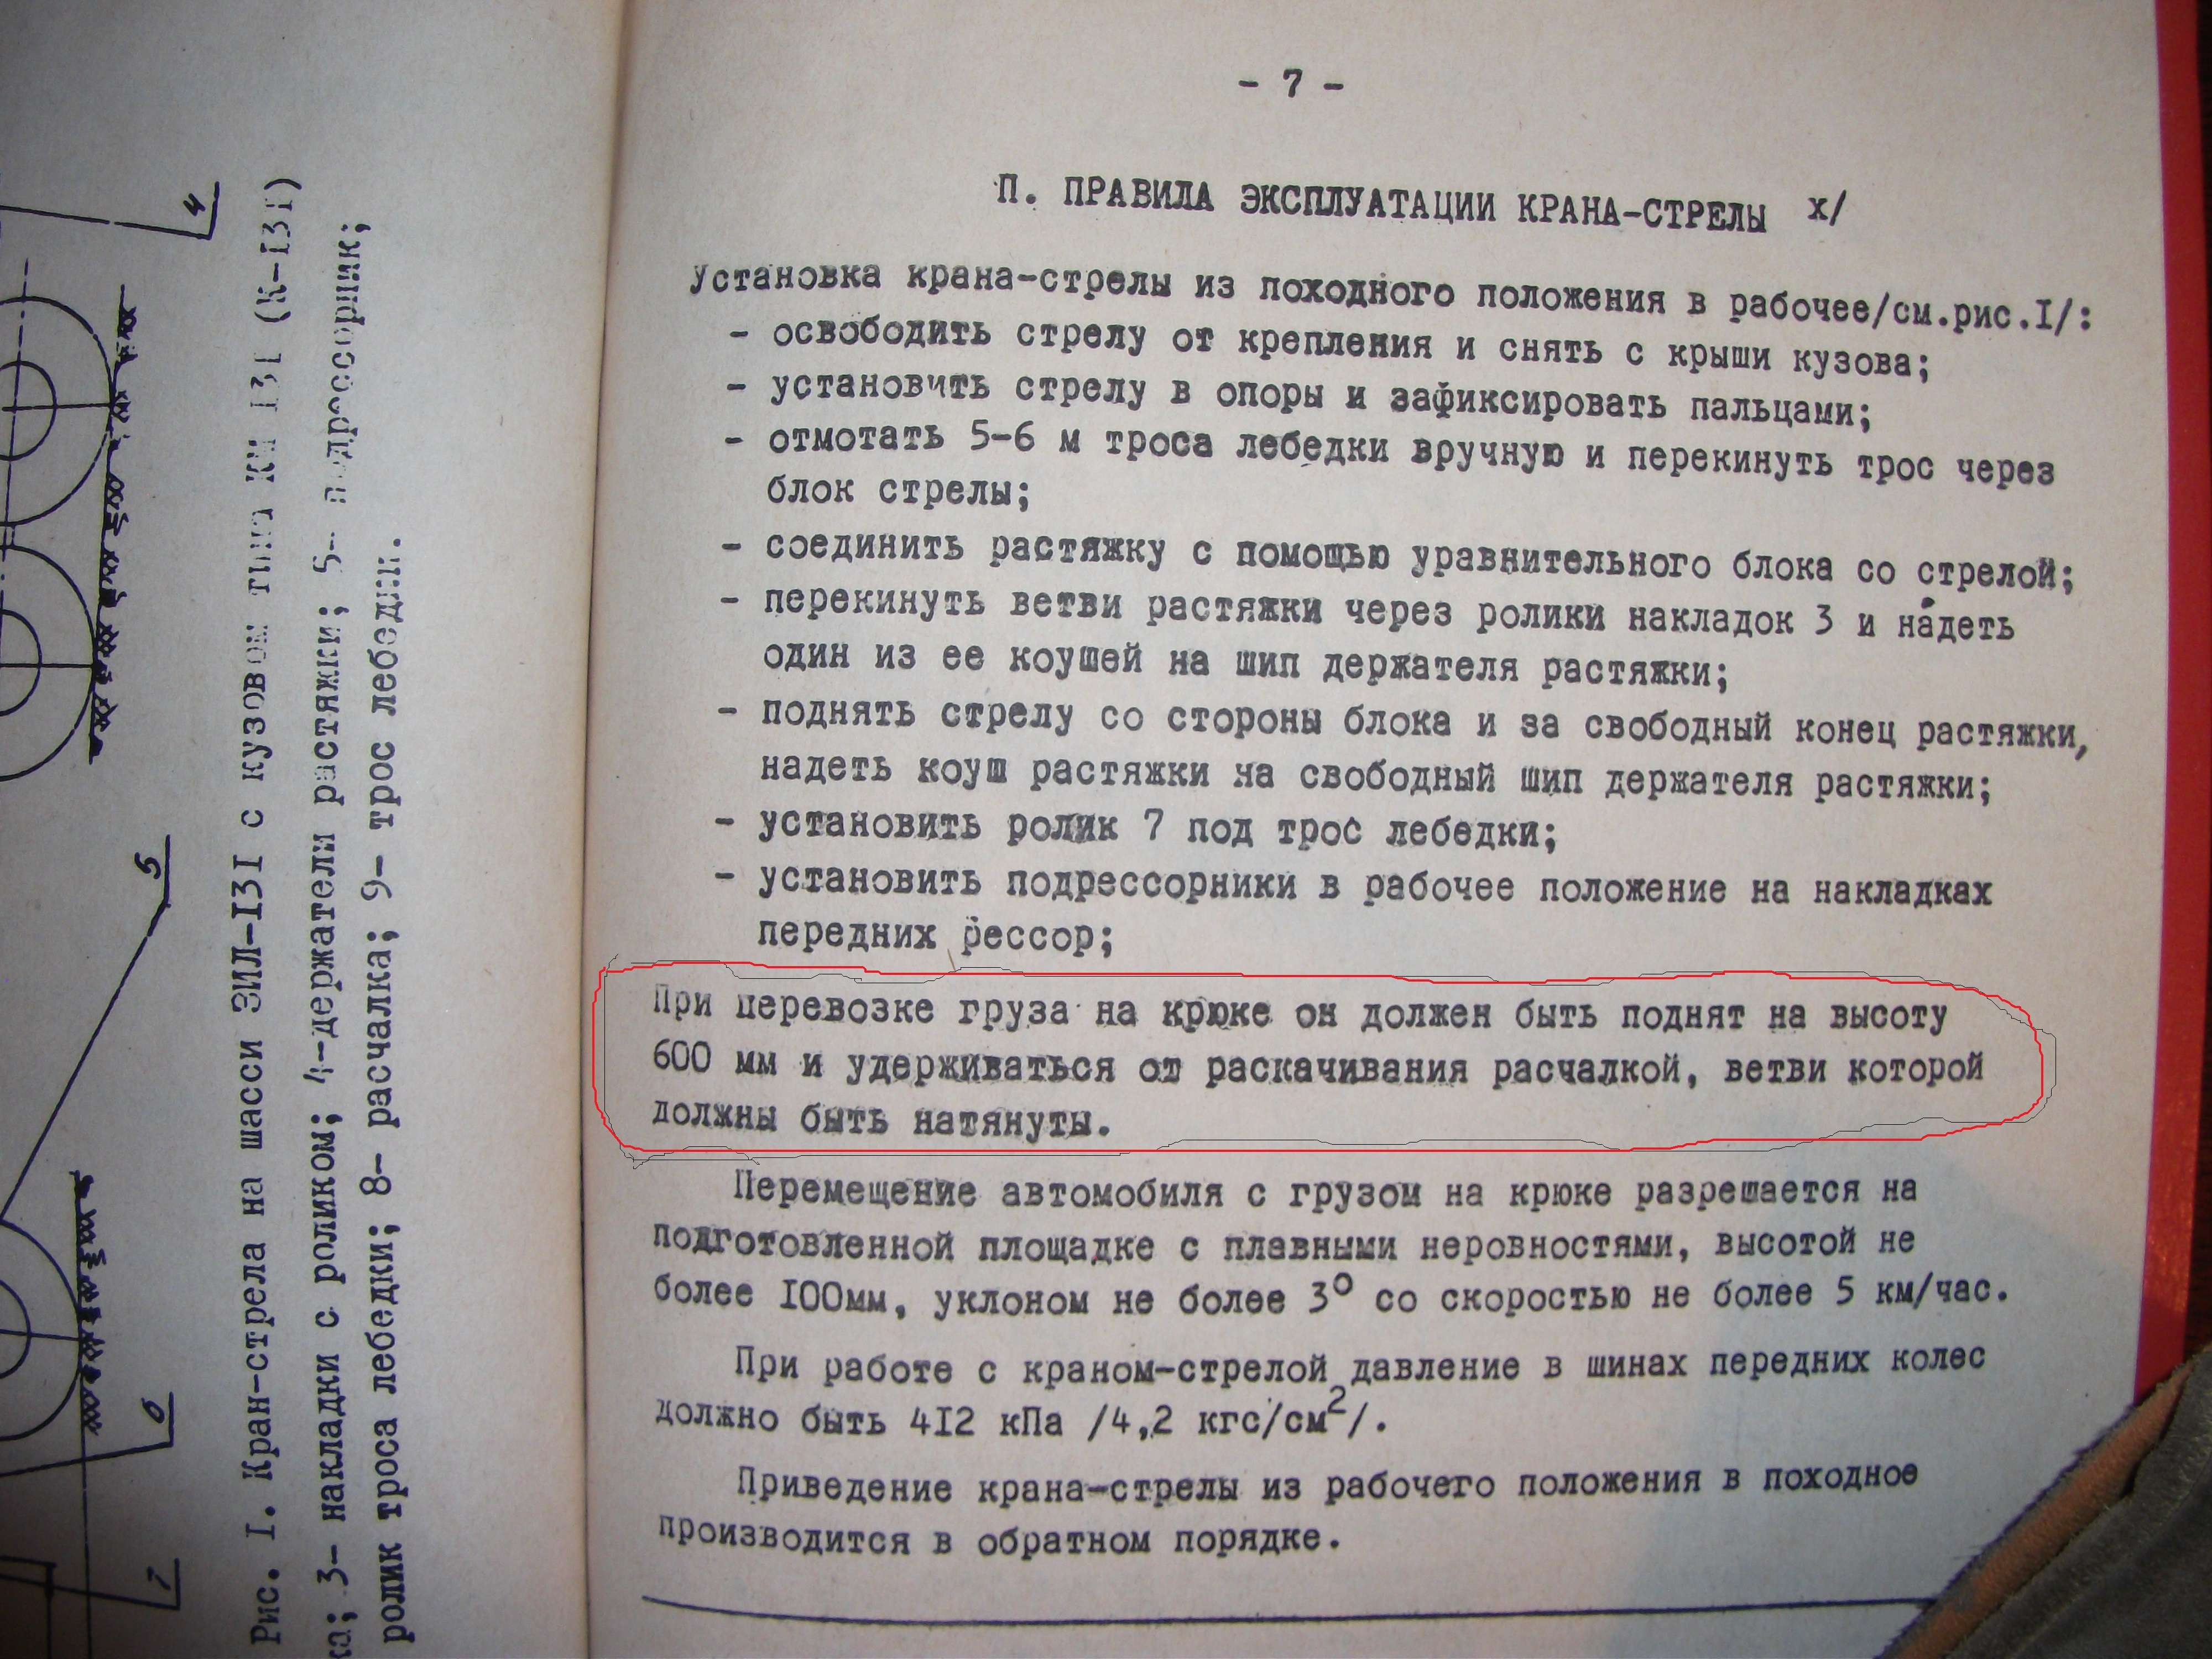 4
5
6
7
Рис. I. Кран-стрела на шасси ЗИЛ-I3I с кузовом типа КМ I3I (К-I3I)
3- накладки с роликом; 4-держатели растяжки; 5- подрессорник;
ролик троса лебедки; 8- расчалка; 9- трос лебедки.
- 7 -
П. ПРАВИЛА ЭКСПЛУАТАЦИИ КРАНА-СТРЕЛЫ х/
Установка крана-стрелы из походного положения в рабочее/см.рис.I/:
- освободить стрелу от крепления и снять с крыши кузова;
- установить стрелу в опоры и зафиксировать пальцами;
- отмотать 5-6 м троса лебедки вручную и перекинуть трос через
блок стрелы;
- соединить растяжку с помощью уравнительного блока со стрелой;
- перекинуть ветви растяжки через ролики накладок 3 и надеть
один из ее коушей на шип держателя растяжки;
- поднять стрелу со стороны блока и за свободный конец растяжки,
надеть коуш растяжки на свободный шип держателя растяжки;
- установить ролик 7 под трос лебедки;
- установить подрессорники в рабочее положение на накладках
передних рессор;
При перевозке груза на крюке он должен быть поднят на высоту
600 мм и удерживаться от раскачивания расчалкой, ветви которой
должны быть натянуты.
Перемещение автомобиля с грузом на крюке разрешается на
подготовленной площадке с плавными неровностями, высотой не
более I00мм, уклоном не более 3° со скоростью не более 5 км/час.
При работе с краном-стрелой давление в шинах передних колес
должно быть 4I2 кПа /4,2 кгс/см²/.
Приведение крана-стрелы из рабочего положения в походное
производится в обратном порядке.